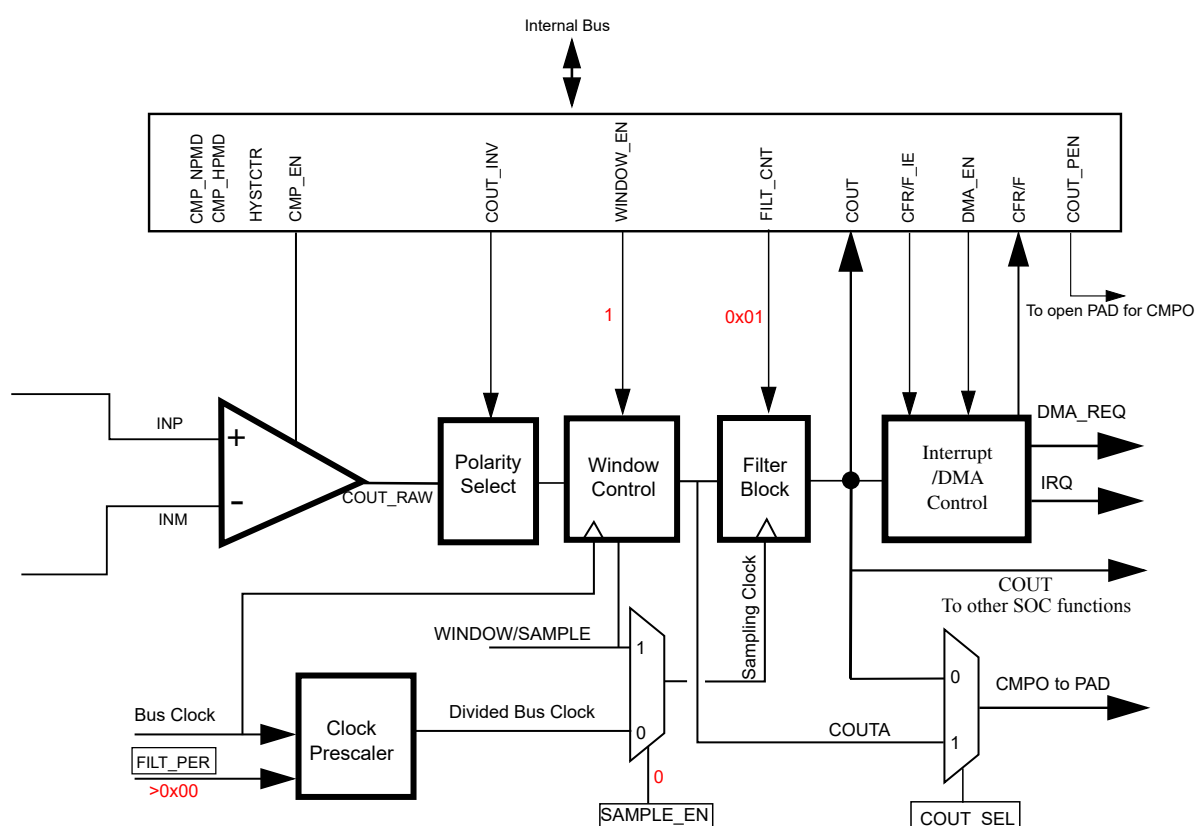 Internal Bus
CMP_NPMD
CMP_HPMD
HYSTCTR
CMP_EN
COUT_INV
WINDOW_EN
FILT_CNT
COUT
CFR/F_IE
DMA_EN
CFR/F
COUT_PEN
1
0x01
To open PAD for CMPO
INP
+
-
INM
COUT_RAW
Polarity
Select
Window
Control
Filter
Block
Interrupt
/DMA
Control
DMA_REQ
IRQ
COUT
To other SOC functions
Sampling Clock
WINDOW/SAMPLE
1
0
Bus Clock
FILT_PER
>0x00
Clock
Prescaler
Divided Bus Clock
0
SAMPLE_EN
COUTA
0
1
CMPO to PAD
COUT_SEL